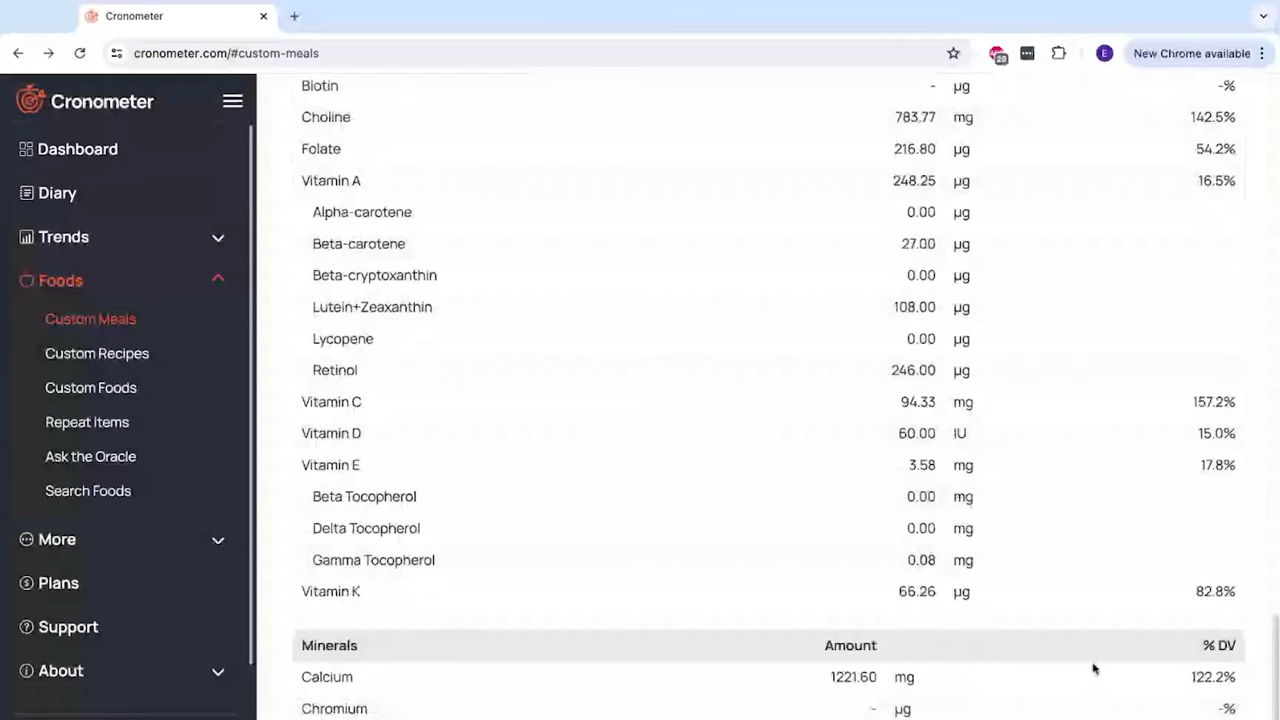 Cronometer
cronometer.com/#custom-meals
28
E
New Chrome available
Cronometer
Dashboard
Diary
Trends
Foods
Custom Meals
Custom Recipes
Custom Foods
Repeat Items
Ask the Oracle
Search Foods
More
Plans
Support
About
Biotin - µg -%
Choline 783.77 mg 142.5%
Folate 216.80 µg 54.2%
Vitamin A 248.25 µg 16.5%
Alpha-carotene 0.00 µg
Beta-carotene 27.00 µg
Beta-cryptoxanthin 0.00 µg
Lutein+Zeaxanthin 108.00 µg
Lycopene 0.00 µg
Retinol 246.00 µg
Vitamin C 94.33 mg 157.2%
Vitamin D 60.00 IU 15.0%
Vitamin E 3.58 mg 17.8%
Beta Tocopherol 0.00 mg
Delta Tocopherol 0.00 mg
Gamma Tocopherol 0.08 mg
Vitamin K 66.26 µg 82.8%
Minerals Amount % DV
Calcium 1221.60 mg 122.2%
Chromium - µg -%